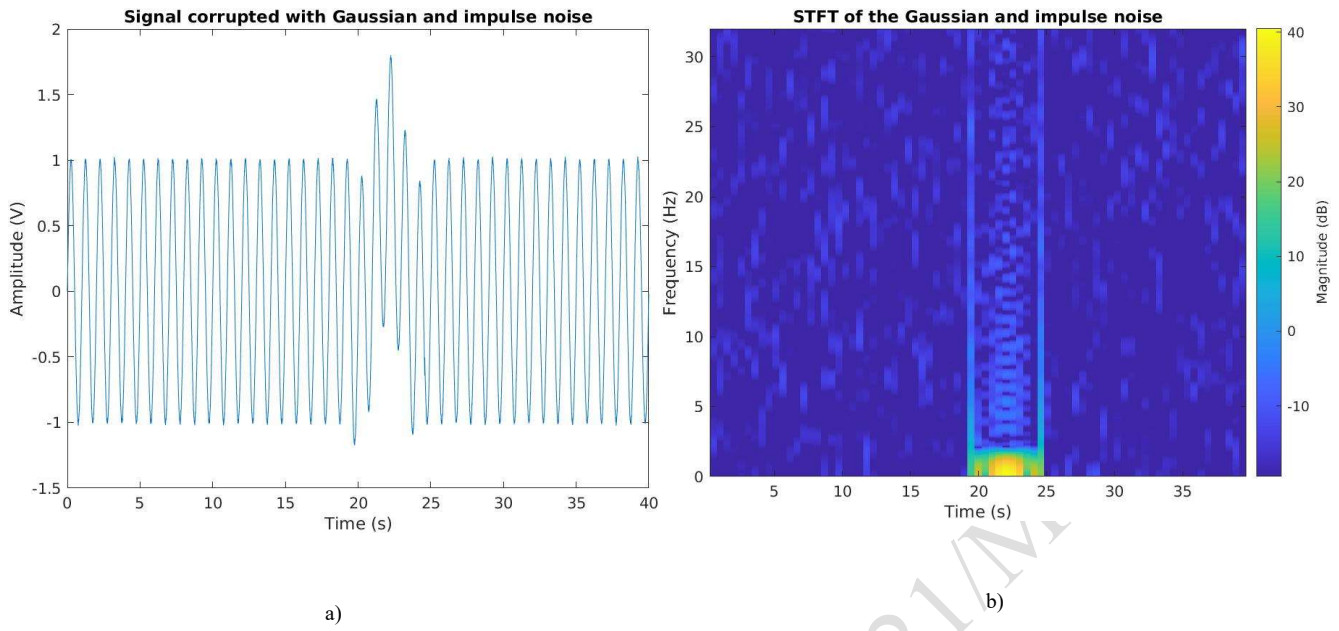 Signal corrupted with Gaussian and impulse noise
2
1.5
1
0.5
0
-0.5
-1
-1.5
Amplitude (V)
0 5 10 15 20 25 30 35 40
Time (s)
a)
STFT of the Gaussian and impulse noise
30
25
20
15
10
5
0
Frequency (Hz)
5 10 15 20 25 30 35
Time (s)
40
30
20
10
0
-10
Magnitude (dB)
b)